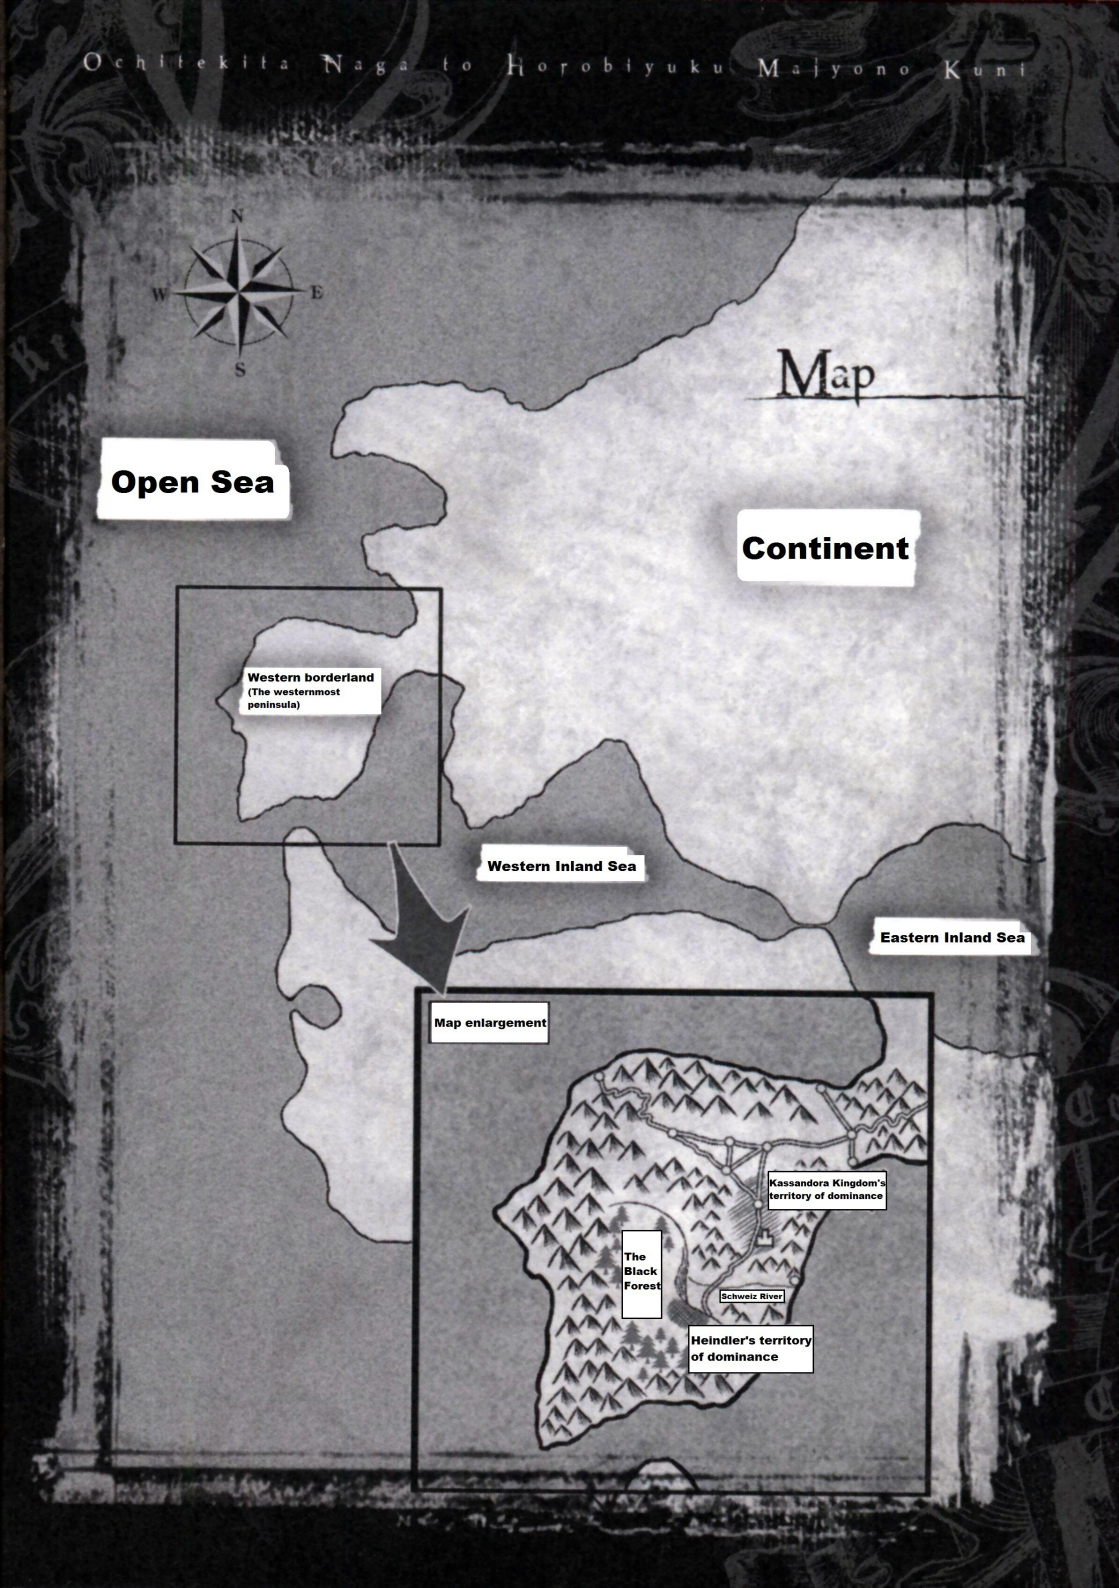 Ochitekita Naga to Horobiyuku Majyono Kuni
N
W
E
S
Map
Open Sea
Continent
Western borderland
(The westernmost
peninsula)
Western Inland Sea
Eastern Inland Sea
Map enlargement
Kassandora Kingdom's
territory of dominance
The
Black
Forest
Schweiz River
Heindler's territory
of dominance